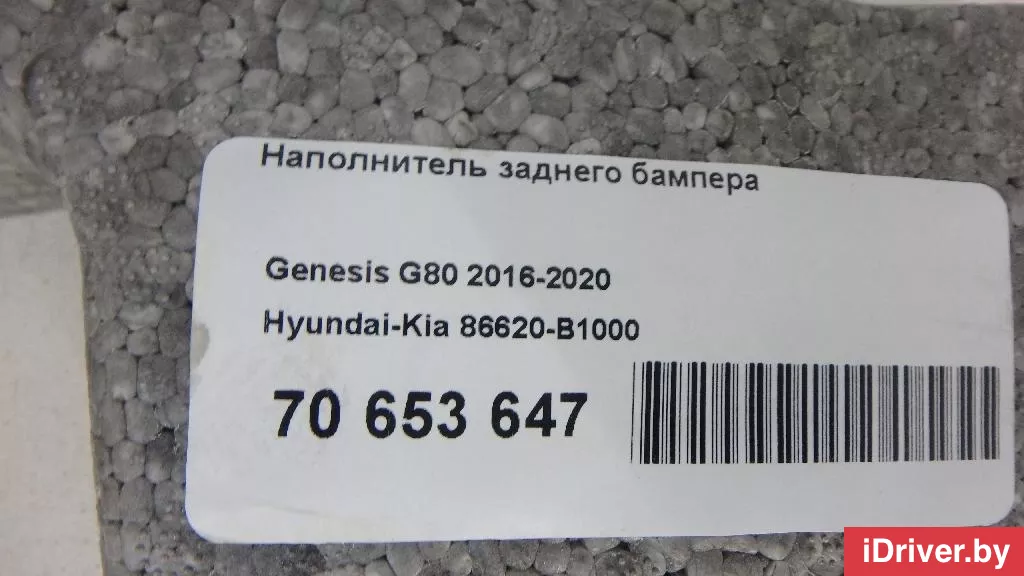 Наполнитель заднего бампера
Genesis G80 2016-2020
Hyundai-Kia 86620-B1000
70 653 647
iDriver.by